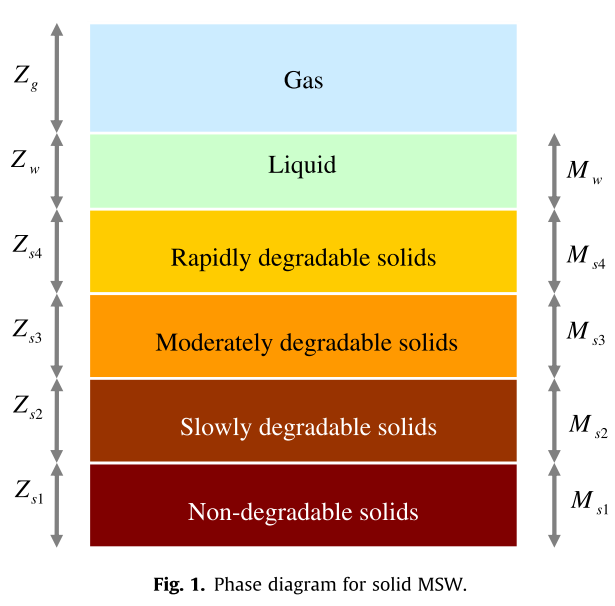 Z_g Gas
Z_w Liquid M_w
Z_s4 Rapidly degradable solids M_s4
Z_s3 Moderately degradable solids M_s3
Z_s2 Slowly degradable solids M_s2
Z_s1 Non-degradable solids M_s1
Fig. 1. Phase diagram for solid MSW.